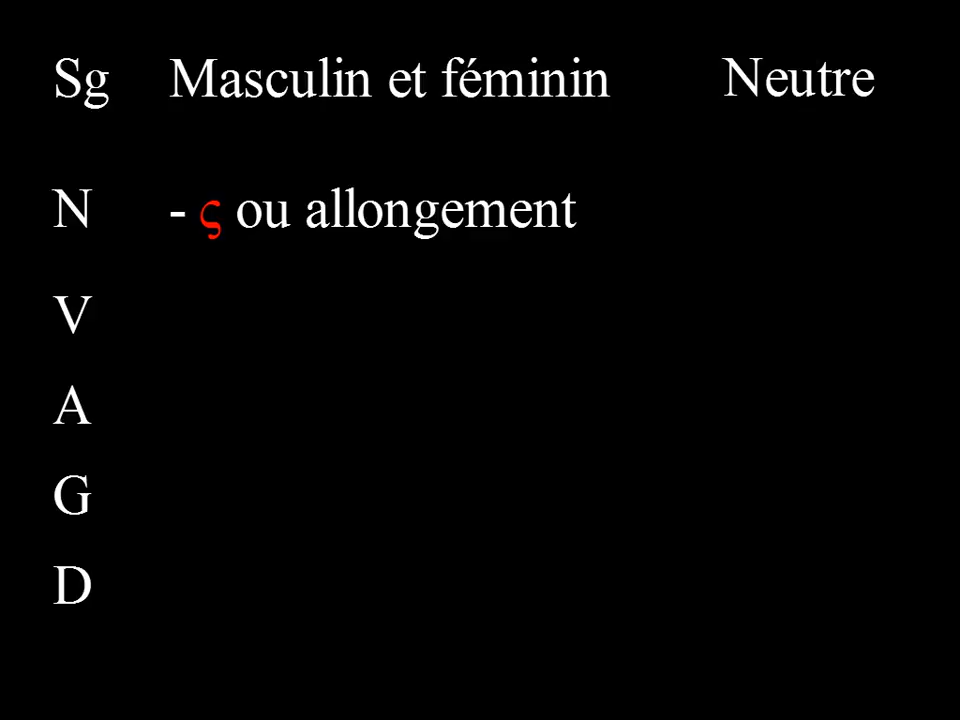 Sg Masculin et féminin Neutre
N - ς ou allongement
V
A
G
D